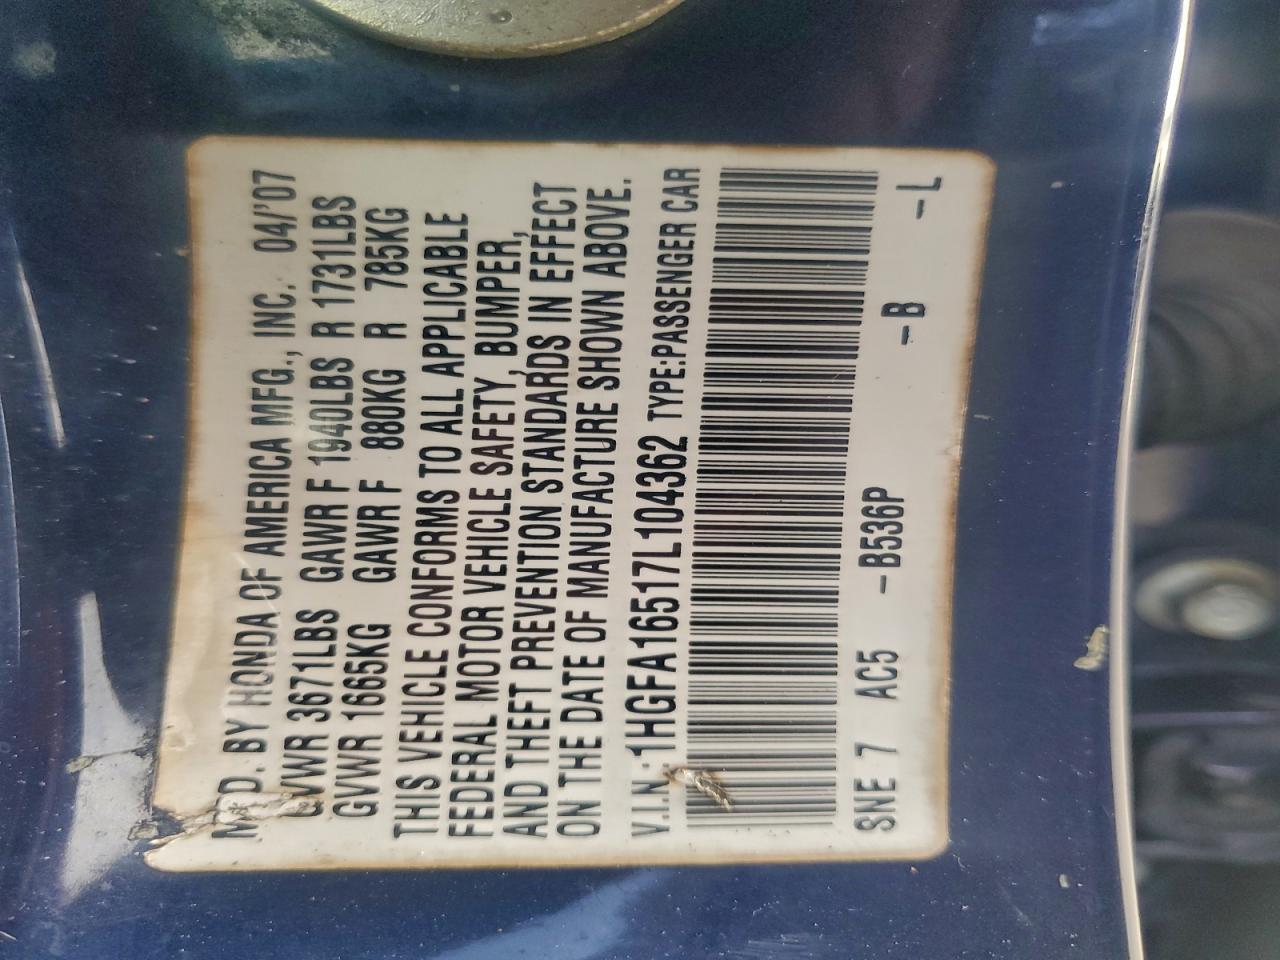 MFD. BY HONDA OF AMERICA MFG., INC. 04/'07
GVWR 3671LBS GAWR F 1940LBS R 1731LBS
GVWR 1665KG GAWR F 880KG R 785KG
THIS VEHICLE CONFORMS TO ALL APPLICABLE
FEDERAL MOTOR VEHICLE SAFETY, BUMPER,
AND THEFT PREVENTION STANDARDS IN EFFECT
ON THE DATE OF MANUFACTURE SHOWN ABOVE.
V.I.N.:1HGFA16517L104362 TYPE:PASSENGER CAR
SNE 7 AC5 -B536P -B -L